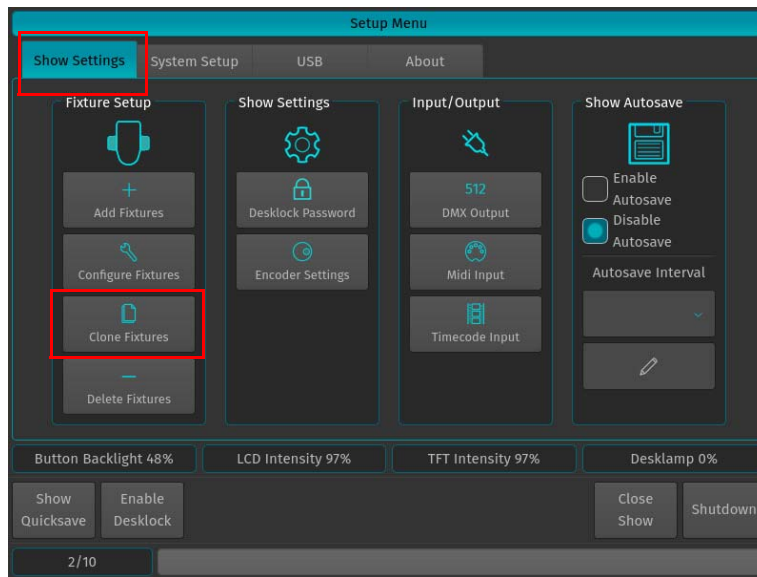 Setup Menu
Show Settings
System Setup
USB
About
Fixture Setup
+
Add Fixtures
Configure Fixtures
Clone Fixtures
Delete Fixtures
Show Settings
Desklock Password
Encoder Settings
Input/Output
512
DMX Output
Midi Input
Timecode Input
Show Autosave
Enable
Autosave
Disable
Autosave
Autosave Interval
Button Backlight 48%
LCD Intensity 97%
TFT Intensity 97%
Desklamp 0%
Show
Quicksave
Enable
Desklock
Close
Show
Shutdown
2/10